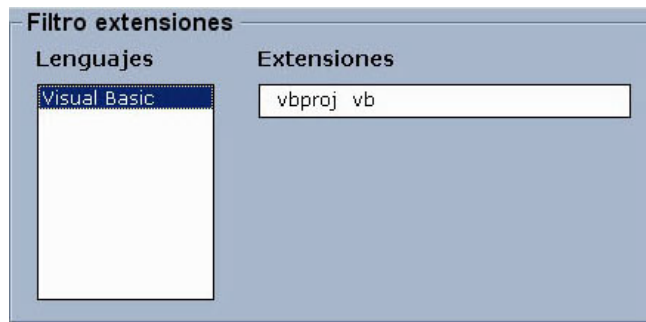 Filtro extensiones
Lenguajes
Extensiones
Visual Basic
vbproj vb